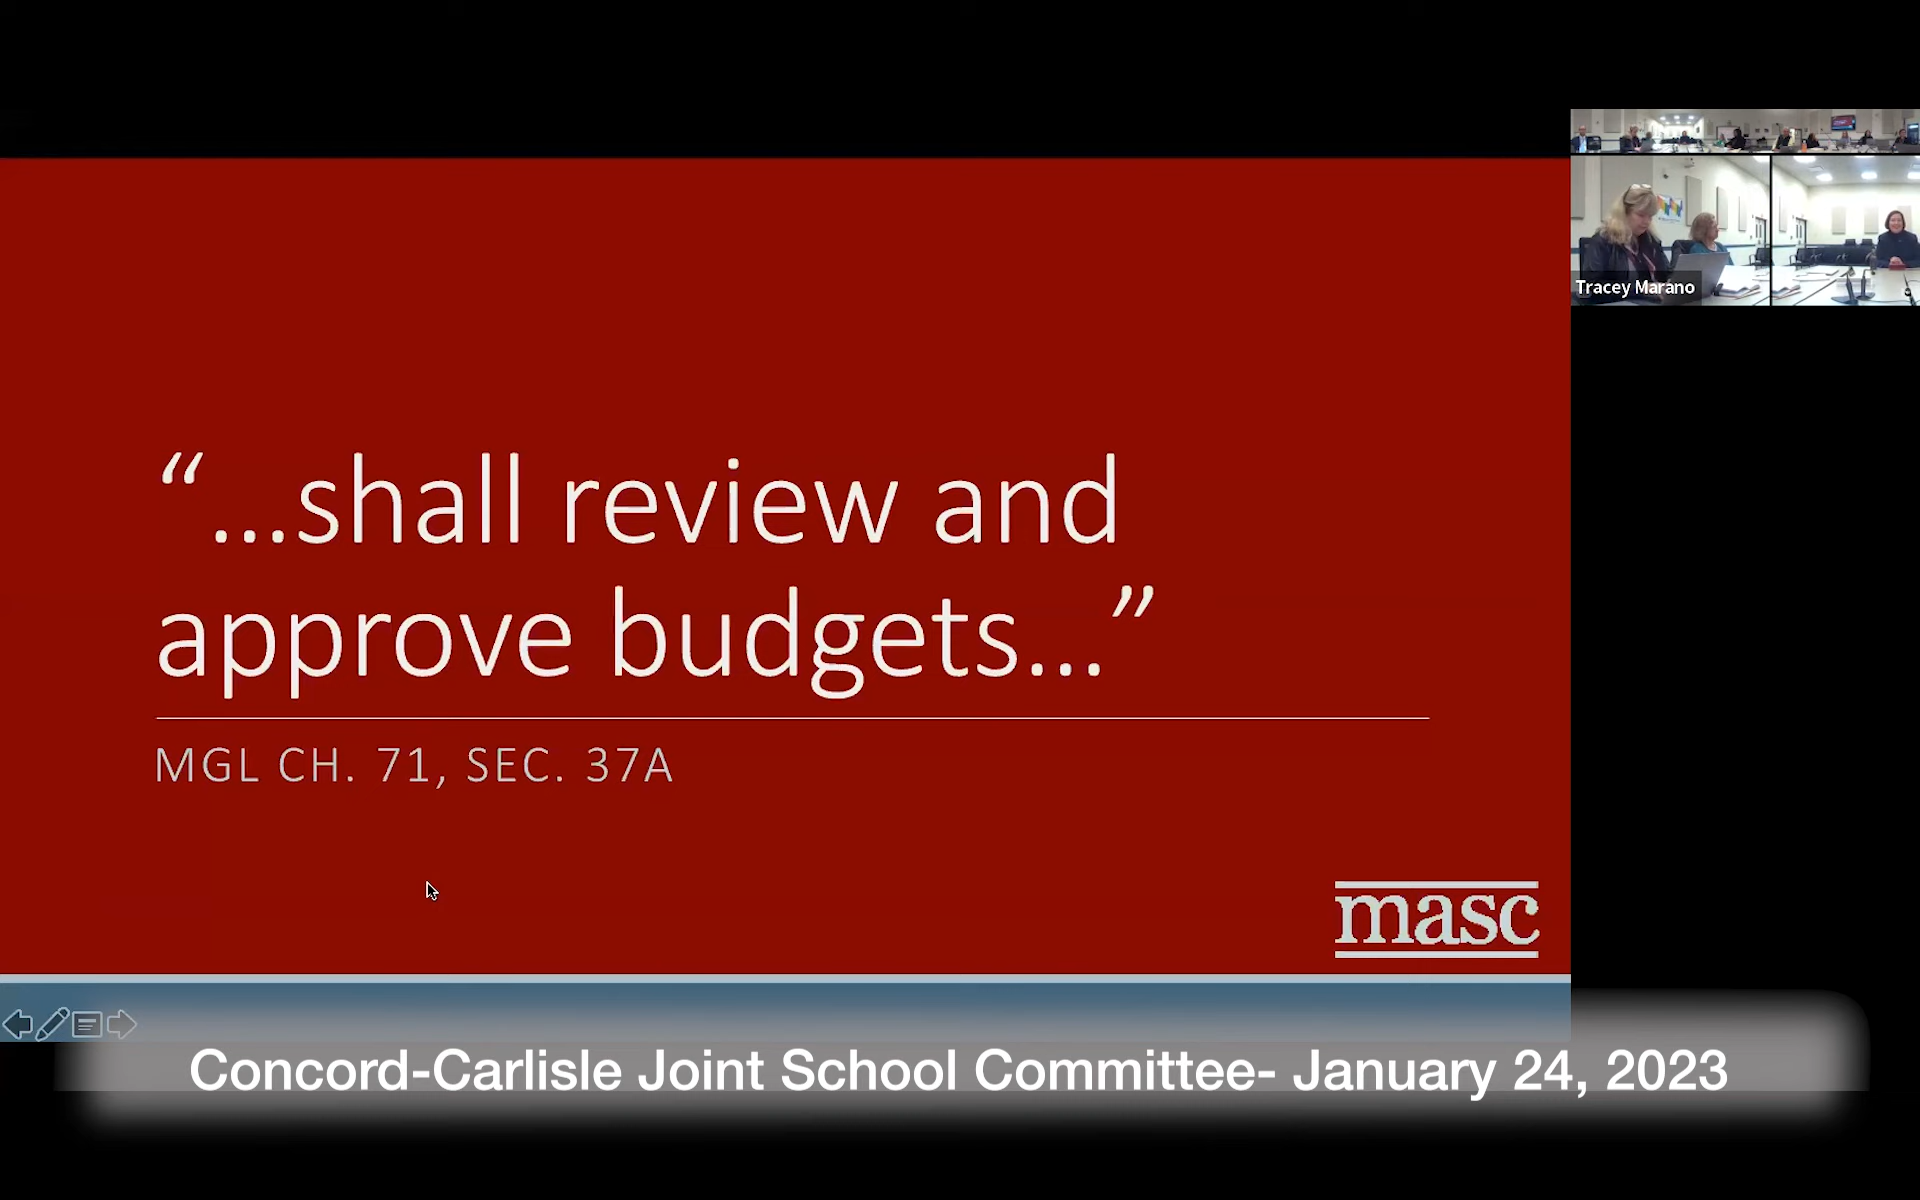 “...shall review and
approve budgets...”
MGL CH. 71, SEC. 37A
masc
Tracey Marano
Concord-Carlisle Joint School Committee- January 24, 2023